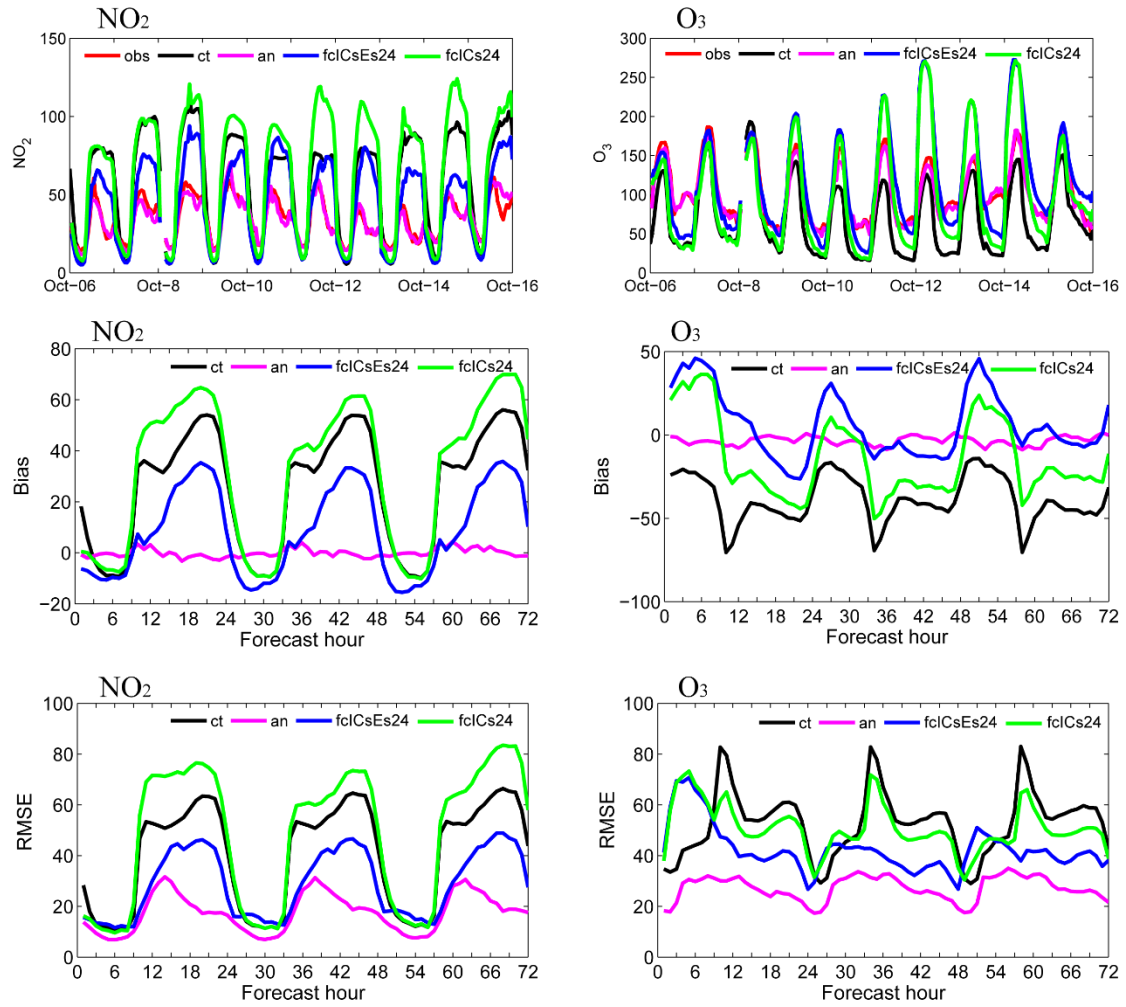 NO2
150
100
50
0
NO2
obs ct an fcICsEs24 fcICs24
Oct-06 Oct-8 Oct-10 Oct-12 Oct-14 Oct-16
O3
300
250
200
150
100
50
0
O3
obs ct an fcICsEs24 fcICs24
Oct-06 Oct-8 Oct-10 Oct-12 Oct-14 Oct-16
NO2
80
60
40
20
0
−20
Bias
ct an fcICsEs24 fcICs24
0 6 12 18 24 30 36 42 48 54 60 66 72
Forecast hour
O3
50
0
−50
−100
Bias
ct an fcICsEs24 fcICs24
0 6 12 18 24 30 36 42 48 54 60 66 72
Forecast hour
NO2
100
80
60
40
20
0
RMSE
ct an fcICsEs24 fcICs24
0 6 12 18 24 30 36 42 48 54 60 66 72
Forecast hour
O3
100
80
60
40
20
0
RMSE
ct an fcICsEs24 fcICs24
0 6 12 18 24 30 36 42 48 54 60 66 72
Forecast hour